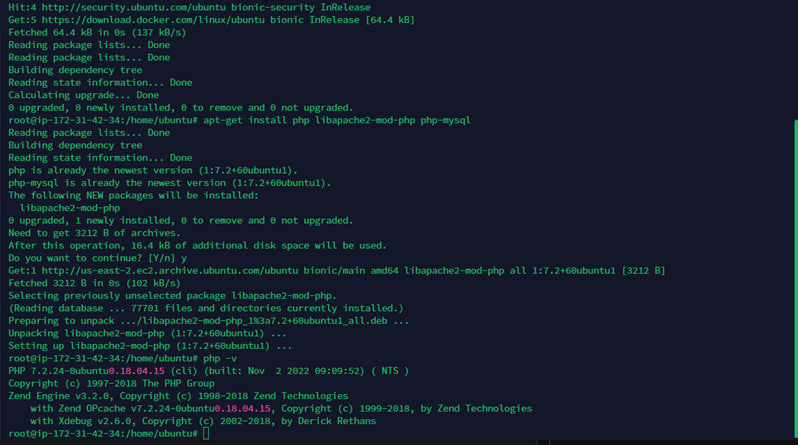 Hit:4 http://security.ubuntu.com/ubuntu bionic-security InRelease
Get:5 https://download.docker.com/linux/ubuntu bionic InRelease [64.4 kB]
Fetched 64.4 kB in 0s (137 kB/s)
Reading package lists... Done
Reading package lists... Done
Building dependency tree
Reading state information... Done
Calculating upgrade... Done
0 upgraded, 0 newly installed, 0 to remove and 0 not upgraded.
root@ip-172-31-42-34:/home/ubuntu# apt-get install php libapache2-mod-php php-mysql
Reading package lists... Done
Building dependency tree
Reading state information... Done
php is already the newest version (1:7.2+60ubuntu1).
php-mysql is already the newest version (1:7.2+60ubuntu1).
The following NEW packages will be installed:
  libapache2-mod-php
0 upgraded, 1 newly installed, 0 to remove and 0 not upgraded.
Need to get 3212 B of archives.
After this operation, 16.4 kB of additional disk space will be used.
Do you want to continue? [Y/n] y
Get:1 http://us-east-2.ec2.archive.ubuntu.com/ubuntu bionic/main amd64 libapache2-mod-php all 1:7.2+60ubuntu1 [3212 B]
Fetched 3212 B in 0s (102 kB/s)
Selecting previously unselected package libapache2-mod-php.
(Reading database ... 77701 files and directories currently installed.)
Preparing to unpack .../libapache2-mod-php_1%3a7.2+60ubuntu1_all.deb ...
Unpacking libapache2-mod-php (1:7.2+60ubuntu1) ...
Setting up libapache2-mod-php (1:7.2+60ubuntu1) ...
root@ip-172-31-42-34:/home/ubuntu# php -v
PHP 7.2.24-0ubuntu0.18.04.15 (cli) (built: Nov  2 2022 09:09:52) ( NTS )
Copyright (c) 1997-2018 The PHP Group
Zend Engine v3.2.0, Copyright (c) 1998-2018 Zend Technologies
    with Zend OPcache v7.2.24-0ubuntu0.18.04.15, Copyright (c) 1999-2018, by Zend Technologies
    with Xdebug v2.6.0, Copyright (c) 2002-2018, by Derick Rethans
root@ip-172-31-42-34:/home/ubuntu#